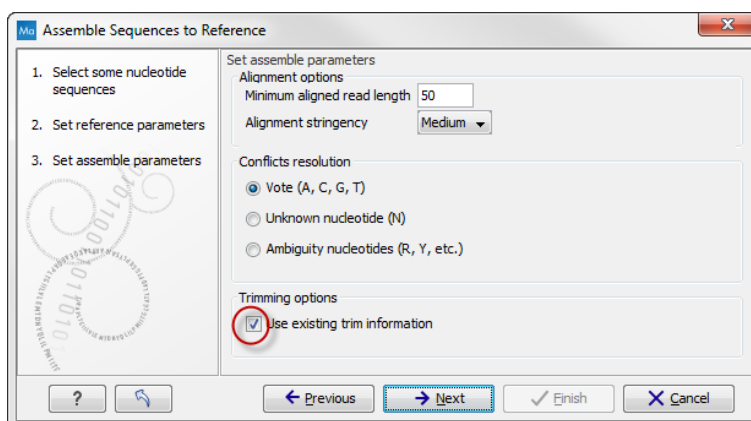 Ma Assemble Sequences to Reference
1. Select some nucleotide
sequences
2. Set reference parameters
3. Set assemble parameters
Set assemble parameters
Alignment options
Minimum aligned read length 50
Alignment stringency Medium
Conflicts resolution
Vote (A, C, G, T)
Unknown nucleotide (N)
Ambiguity nucleotides (R, Y, etc.)
Trimming options
Use existing trim information
? Previous Next Finish Cancel